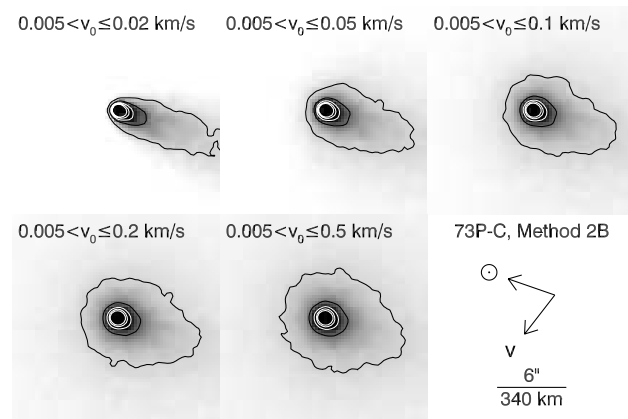 0.005<v₀≤0.02 km/s
0.005<v₀≤0.05 km/s
0.005<v₀≤0.1 km/s
0.005<v₀≤0.2 km/s
0.005<v₀≤0.5 km/s
73P-C, Method 2B
v
6"
340 km